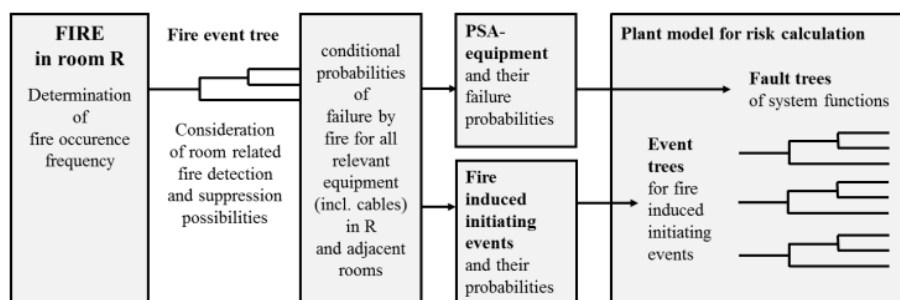 FIRE
in room R
Determination
of
fire occurence
frequency
Fire event tree
Consideration
of room related
fire detection
and suppression
possibilities
conditional
probabilities
of
failure by
fire for all
relevant
equipment
(incl. cables)
in R
and adjacent
rooms
PSA-
equipment
and their
failure
probabilities
Fire
induced
initiating
events
and their
probabilities
Plant model for risk calculation
Fault trees
of system functions
Event
trees
for fire
induced
initiating
events